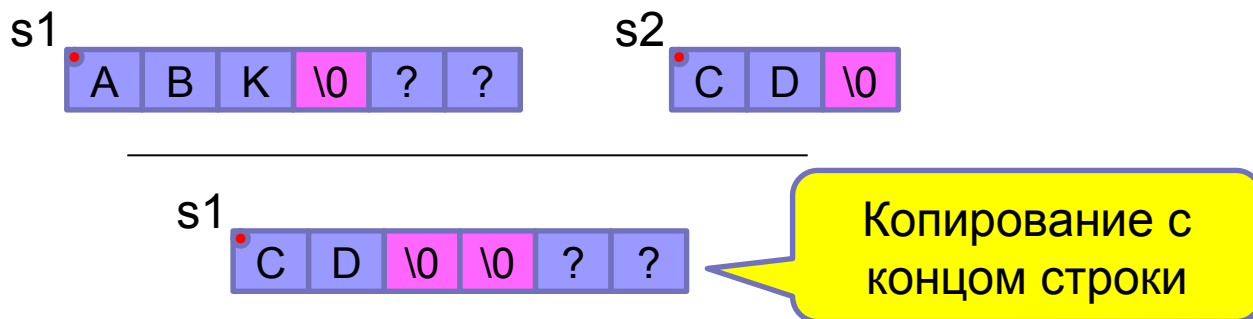 s1 s2
A B K \0 ? ? C D \0
s1
C D \0 \0 ? ?
Копирование с
концом строки